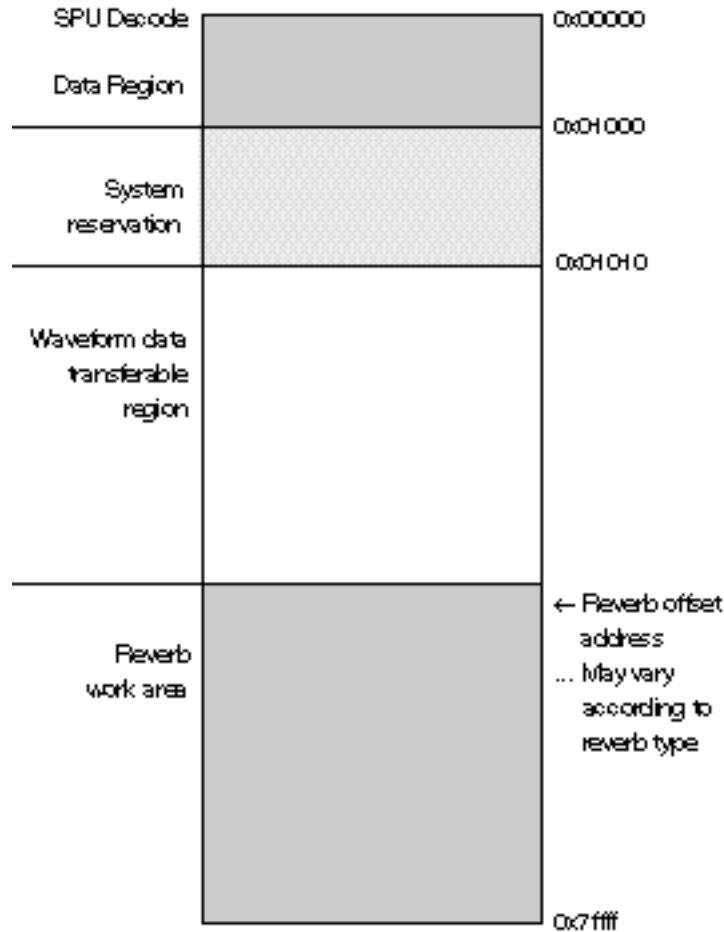 SPU Decode
0x00000
Data Region
0x01000
System
reservation
0x01010
Waveform data
transferable
region
← Reverb offset
address
... May vary
according to
reverb type
Reverb
work area
0x7ffff